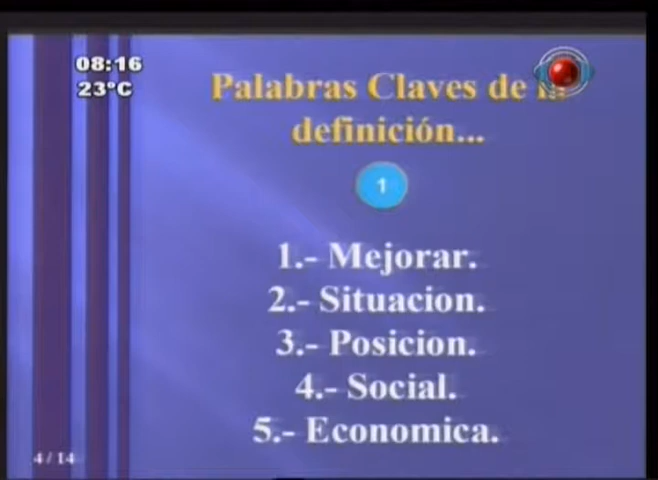 08:16
23°C
Palabras Claves de
definición...
1
1.- Mejorar.
2.- Situacion.
3.- Posicion.
4.- Social.
5.- Economica.
4 / 14